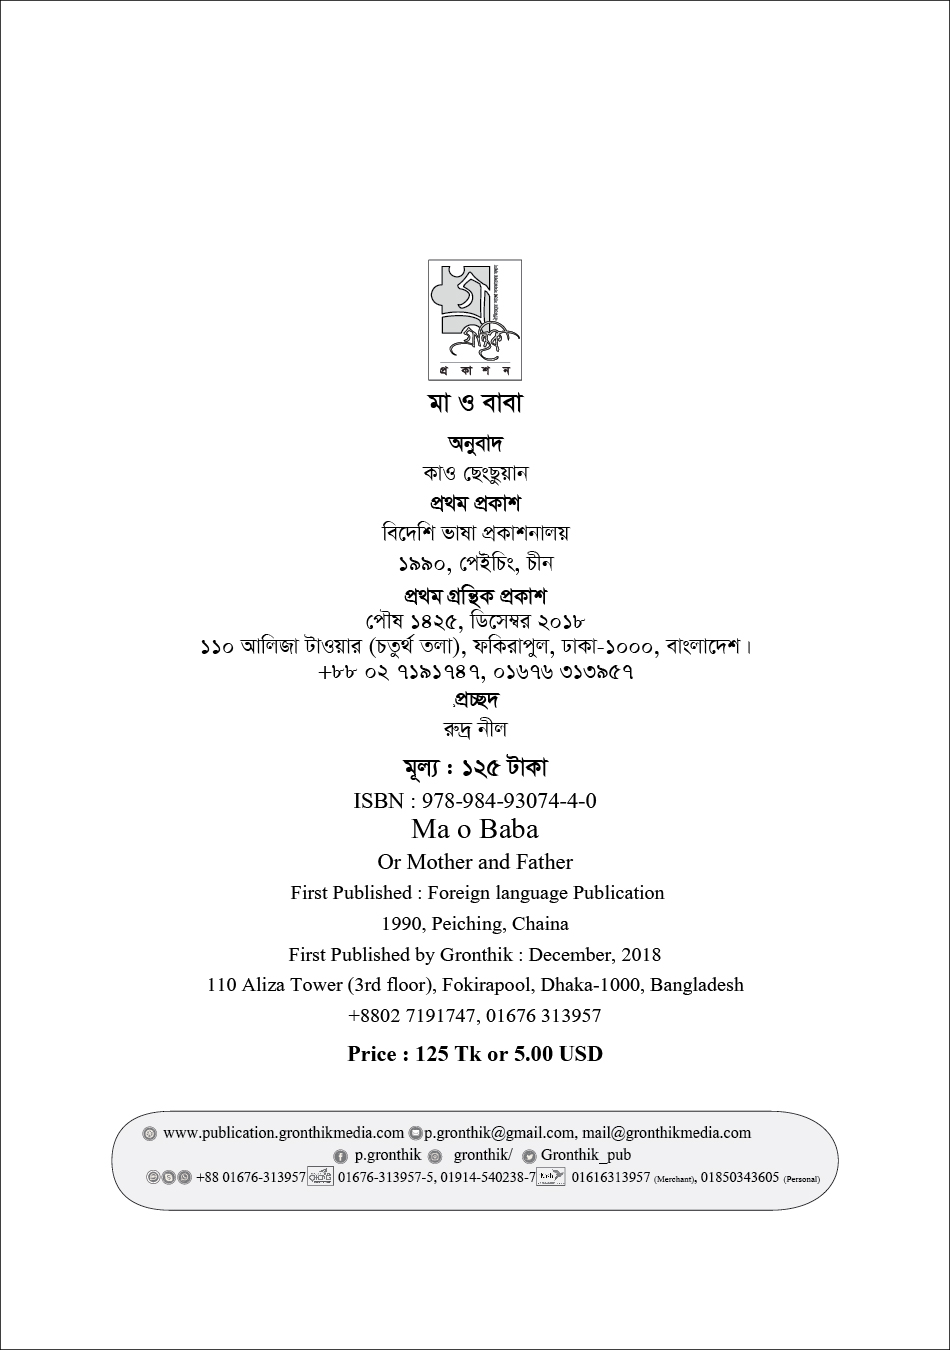 গ্রন্থিক
প্র কা শ ন
মা ও বাবা
অনুবাদ
কাও ছেংছুয়ান
প্রথম প্রকাশ
বিদেশি ভাষা প্রকাশনালয়
১৯৯০, পেইচিং, চীন
প্রথম গ্রন্থিক প্রকাশ
পৌষ ১৪২৫, ডিসেম্বর ২০১৮
১১০ আলিজা টাওয়ার (চতুর্থ তলা), ফকিরাপুল, ঢাকা-১০০০, বাংলাদেশ।
+৮৮ ০২ ৭১৯১৭৪৭, ০১৬৭৬ ৩১৩৯৫৭
প্রচ্ছদ
রুদ্র নীল
মূল্য : ১২৫ টাকা
ISBN : 978-984-93074-4-0
Ma o Baba
Or Mother and Father
First Published : Foreign language Publication
1990, Peiching, Chaina
First Published by Gronthik : December, 2018
110 Aliza Tower (3rd floor), Fokirapool, Dhaka-1000, Bangladesh
+8802 7191747, 01676 313957
Price : 125 Tk or 5.00 USD
www.publication.gronthikmedia.com p.gronthik@gmail.com, mail@gronthikmedia.com
p.gronthik gronthik/ Gronthik_pub
+88 01676-313957 01676-313957-5, 01914-540238-7 01616313957 (Merchant), 01850343605 (Personal)